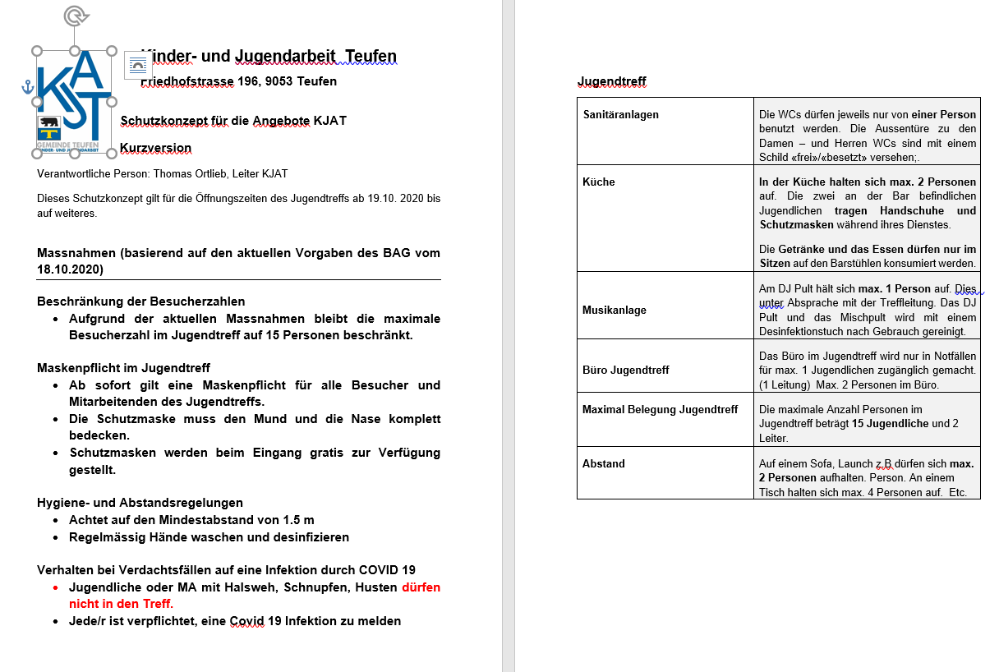 KAST
GEMEINDE TEUFEN
KINDER- UND JUGENDARBEIT
Kinder- und Jugendarbeit Teufen
Friedhofstrasse 196, 9053 Teufen
Schutzkonzept für die Angebote KJAT
Kurzversion
Verantwortliche Person: Thomas Ortlieb, Leiter KJAT
Dieses Schutzkonzept gilt für die Öffnungszeiten des Jugendtreffs ab 19.10. 2020 bis
auf weiteres.
Massnahmen (basierend auf den aktuellen Vorgaben des BAG vom
18.10.2020)
Beschränkung der Besucherzahlen
• Aufgrund der aktuellen Massnahmen bleibt die maximale
Besucherzahl im Jugendtreff auf 15 Personen beschränkt.
Maskenpflicht im Jugendtreff
• Ab sofort gilt eine Maskenpflicht für alle Besucher und
Mitarbeitenden des Jugendtreffs.
• Die Schutzmaske muss den Mund und die Nase komplett
bedecken.
• Schutzmasken werden beim Eingang gratis zur Verfügung
gestellt.
Hygiene- und Abstandsregelungen
• Achtet auf den Mindestabstand von 1.5 m
• Regelmässig Hände waschen und desinfizieren
Verhalten bei Verdachtsfällen auf eine Infektion durch COVID 19
• Jugendliche oder MA mit Halsweh, Schnupfen, Husten dürfen
nicht in den Treff.
• Jede/r ist verpflichtet, eine Covid 19 Infektion zu melden
Jugendtreff
Sanitäranlagen
Die WCs dürfen jeweils nur von einer Person
benutzt werden. Die Aussentüre zu den
Damen – und Herren WCs sind mit einem
Schild «frei»/«besetzt» versehen;.
Küche
In der Küche halten sich max. 2 Personen
auf. Die zwei an der Bar befindlichen
Jugendlichen tragen Handschuhe und
Schutzmasken während ihres Dienstes.
Die Getränke und das Essen dürfen nur im
Sitzen auf den Barstühlen konsumiert werden.
Musikanlage
Am DJ Pult hält sich max. 1 Person auf. Dies
unter Absprache mit der Treffleitung. Das DJ
Pult und das Mischpult wird mit einem
Desinfektionstuch nach Gebrauch gereinigt.
Büro Jugendtreff
Das Büro im Jugendtreff wird nur in Notfällen
für max. 1 Jugendlichen zugänglich gemacht.
(1 Leitung) Max. 2 Personen im Büro.
Maximal Belegung Jugendtreff
Die maximale Anzahl Personen im
Jugendtreff beträgt 15 Jugendliche und 2
Leiter.
Abstand
Auf einem Sofa, Launch z.B dürfen sich max.
2 Personen aufhalten. Person. An einem
Tisch halten sich max. 4 Personen auf. Etc.